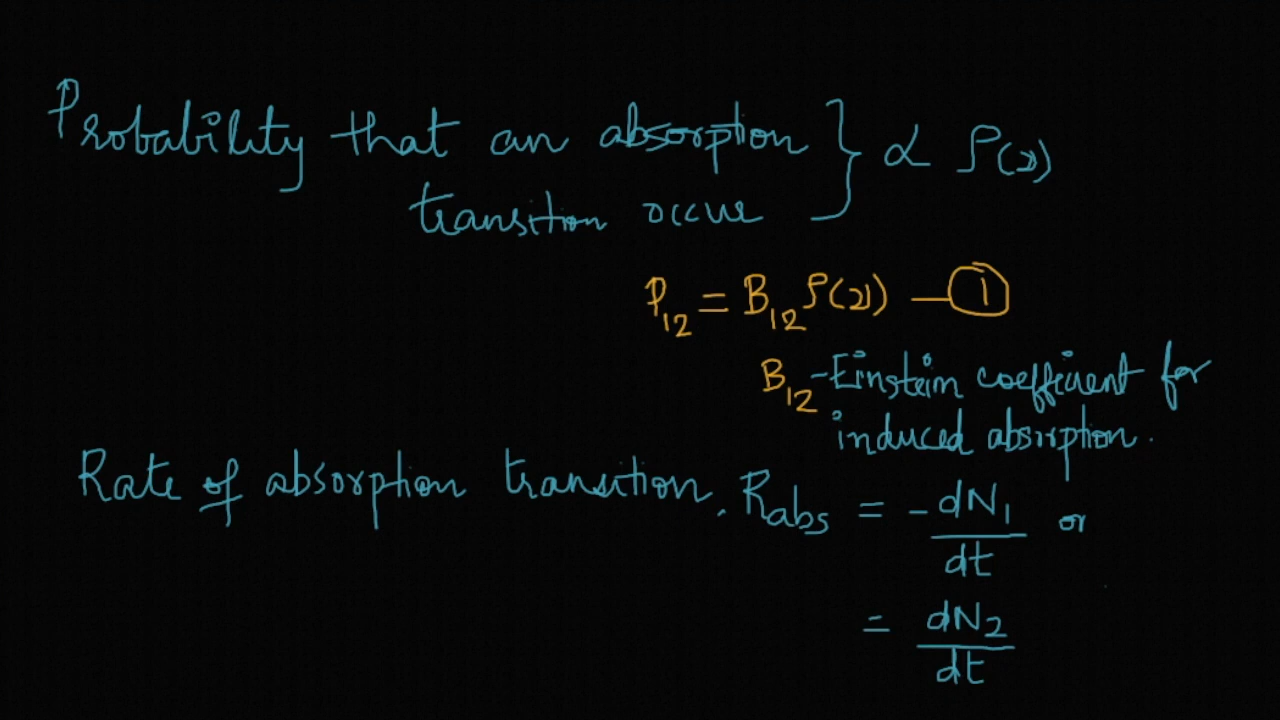 Probability that an absorption } ∝ ρ(ν)
transition occur
P₁₂ = B₁₂ ρ(ν) — ①
B₁₂ - Einstein coefficient for
induced absorption.
Rate of absorption transition, R_abs = - dN₁/dt or
= dN₂/dt